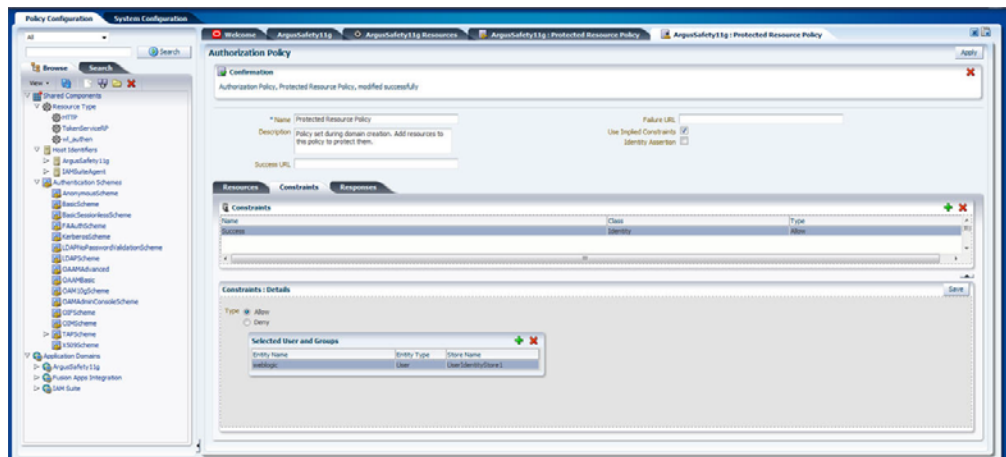 Policy Configuration System Configuration
All
Search
Browse Search
View
Shared Components
Resource Type
HTTP
TokenServiceRP
wl_authen
Host Identifiers
ArgusSafety11g
IAMSuiteAgent
Authentication Schemes
AnonymousScheme
BasicScheme
BasicSessionlessScheme
FAAuthScheme
KerberosScheme
LDAPNoPasswordValidationScheme
LDAPScheme
OAAMAdvanced
OAAMBasic
OAM10gScheme
OAMAdminConsoleScheme
OIFScheme
OIMScheme
TAPScheme
X509Scheme
Application Domains
ArgusSafety11g
Fusion Apps Integration
IAM Suite
Welcome ArgusSafety11g ArgusSafety11g Resources ArgusSafety11g : Protected Resource Policy ArgusSafety11g : Protected Resource Policy
Authorization Policy Apply
Confirmation
Authorization Policy, Protected Resource Policy, modified successfully
* Name Protected Resource Policy
Description Policy set during domain creation. Add resources to
this policy to protect them.
Success URL
Failure URL
Use Implied Constraints
Identity Assertion
Resources Constraints Responses
Constraints
Name Class Type
Success Identity Allow
Constraints : Details Save
Type Allow
Deny
Selected User and Groups
Entity Name Entity Type Store Name
weblogic User UserIdentityStore1